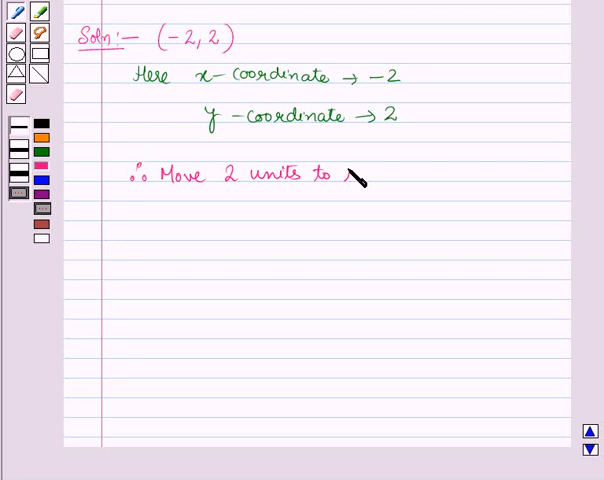 Soln:- (-2, 2)
Here x-coordinate → -2
y-coordinate → 2
∴ Move 2 units to